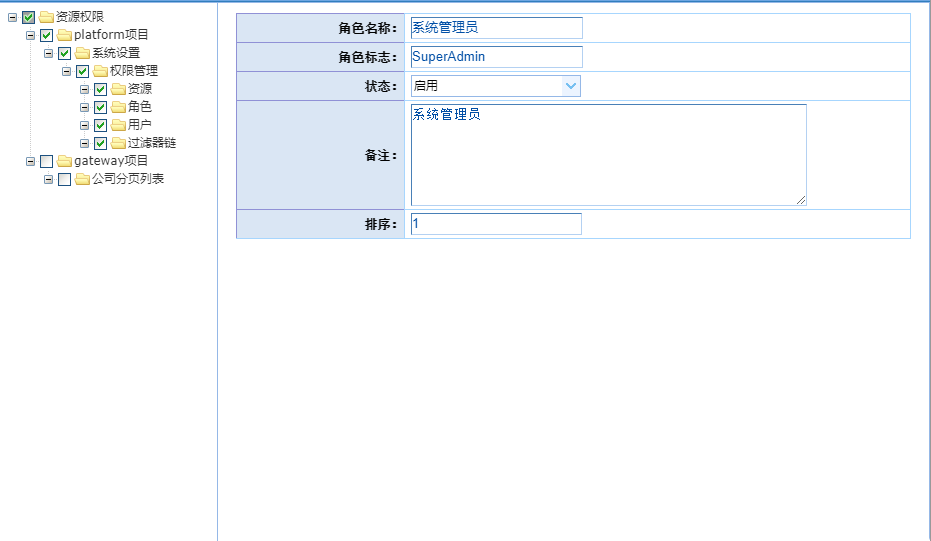 资源权限
platform项目
系统设置
权限管理
资源
角色
用户
过滤器链
gateway项目
公司分页列表
角色名称： 系统管理员
角色标志： SuperAdmin
状态： 启用
备注： 系统管理员
排序： 1